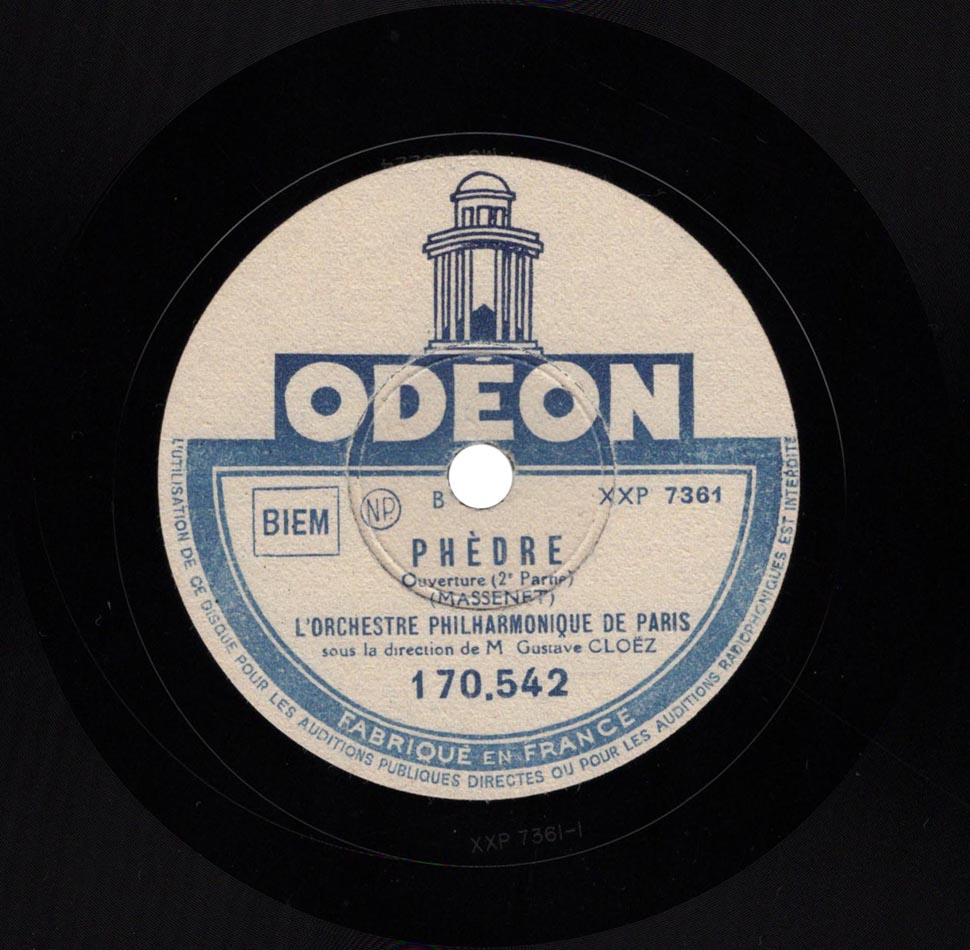 ODÉON
BIEM
NP
B
XXP 7361
PHÈDRE
Ouverture (2e Partie)
(MASSENET)
L'ORCHESTRE PHILHARMONIQUE DE PARIS
sous la direction de M Gustave CLOËZ
170.542
FABRIQUÉ EN FRANCE
L'UTILISATION DE CE DISQUE POUR LES AUDITIONS PUBLIQUES DIRECTES OU POUR LES AUDITIONS RADIOPHONIQUES EST INTERDITE
XXP 7361-1